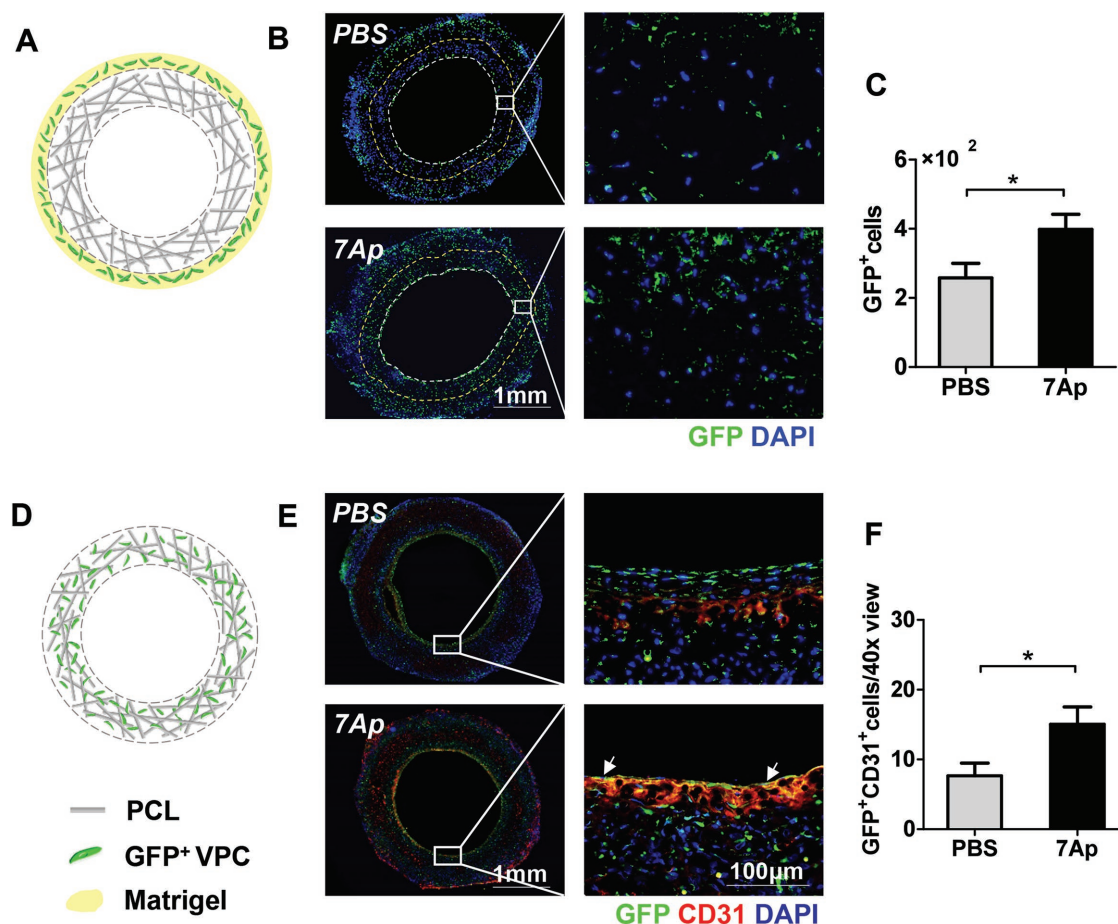 A
B
PBS
7Ap
1mm
GFP DAPI
C
×10 ²
6
4
2
0
GFP⁺cells
*
PBS
7Ap
D
PCL
GFP⁺ VPC
Matrigel
E
PBS
7Ap
1mm
100μm
GFP CD31 DAPI
F
30
20
10
0
GFP⁺CD31⁺cells/40x view
*
PBS
7Ap